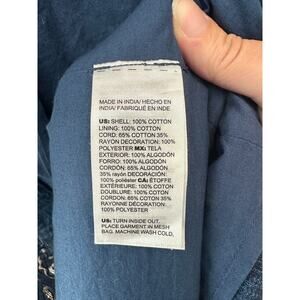 MADE IN INDIA/ HECHO EN
INDIA/ FABRIQUÉ EN INDE
US: SHELL: 100% COTTON
LINING: 100% COTTON
CORD: 65% COTTON 35%
RAYON DECORATION: 100%
POLYESTER MX: TELA
EXTERIOR: 100% ALGODÓN
FORRO: 100% ALGODÓN
CORDÓN: 65% ALGODÓN
35% rayón DECORACIÓN:
100% poliéster CA: ÉTOFFE
EXTÉRIEURE: 100% COTON
DOUBLURE: 100% COTON
CORDON: 65% COTON 35%
RAYONNE DÉCORATION:
100% POLYESTER
US: TURN INSIDE OUT.
PLACE GARMENT IN MESH
BAG. MACHINE WASH COLD,